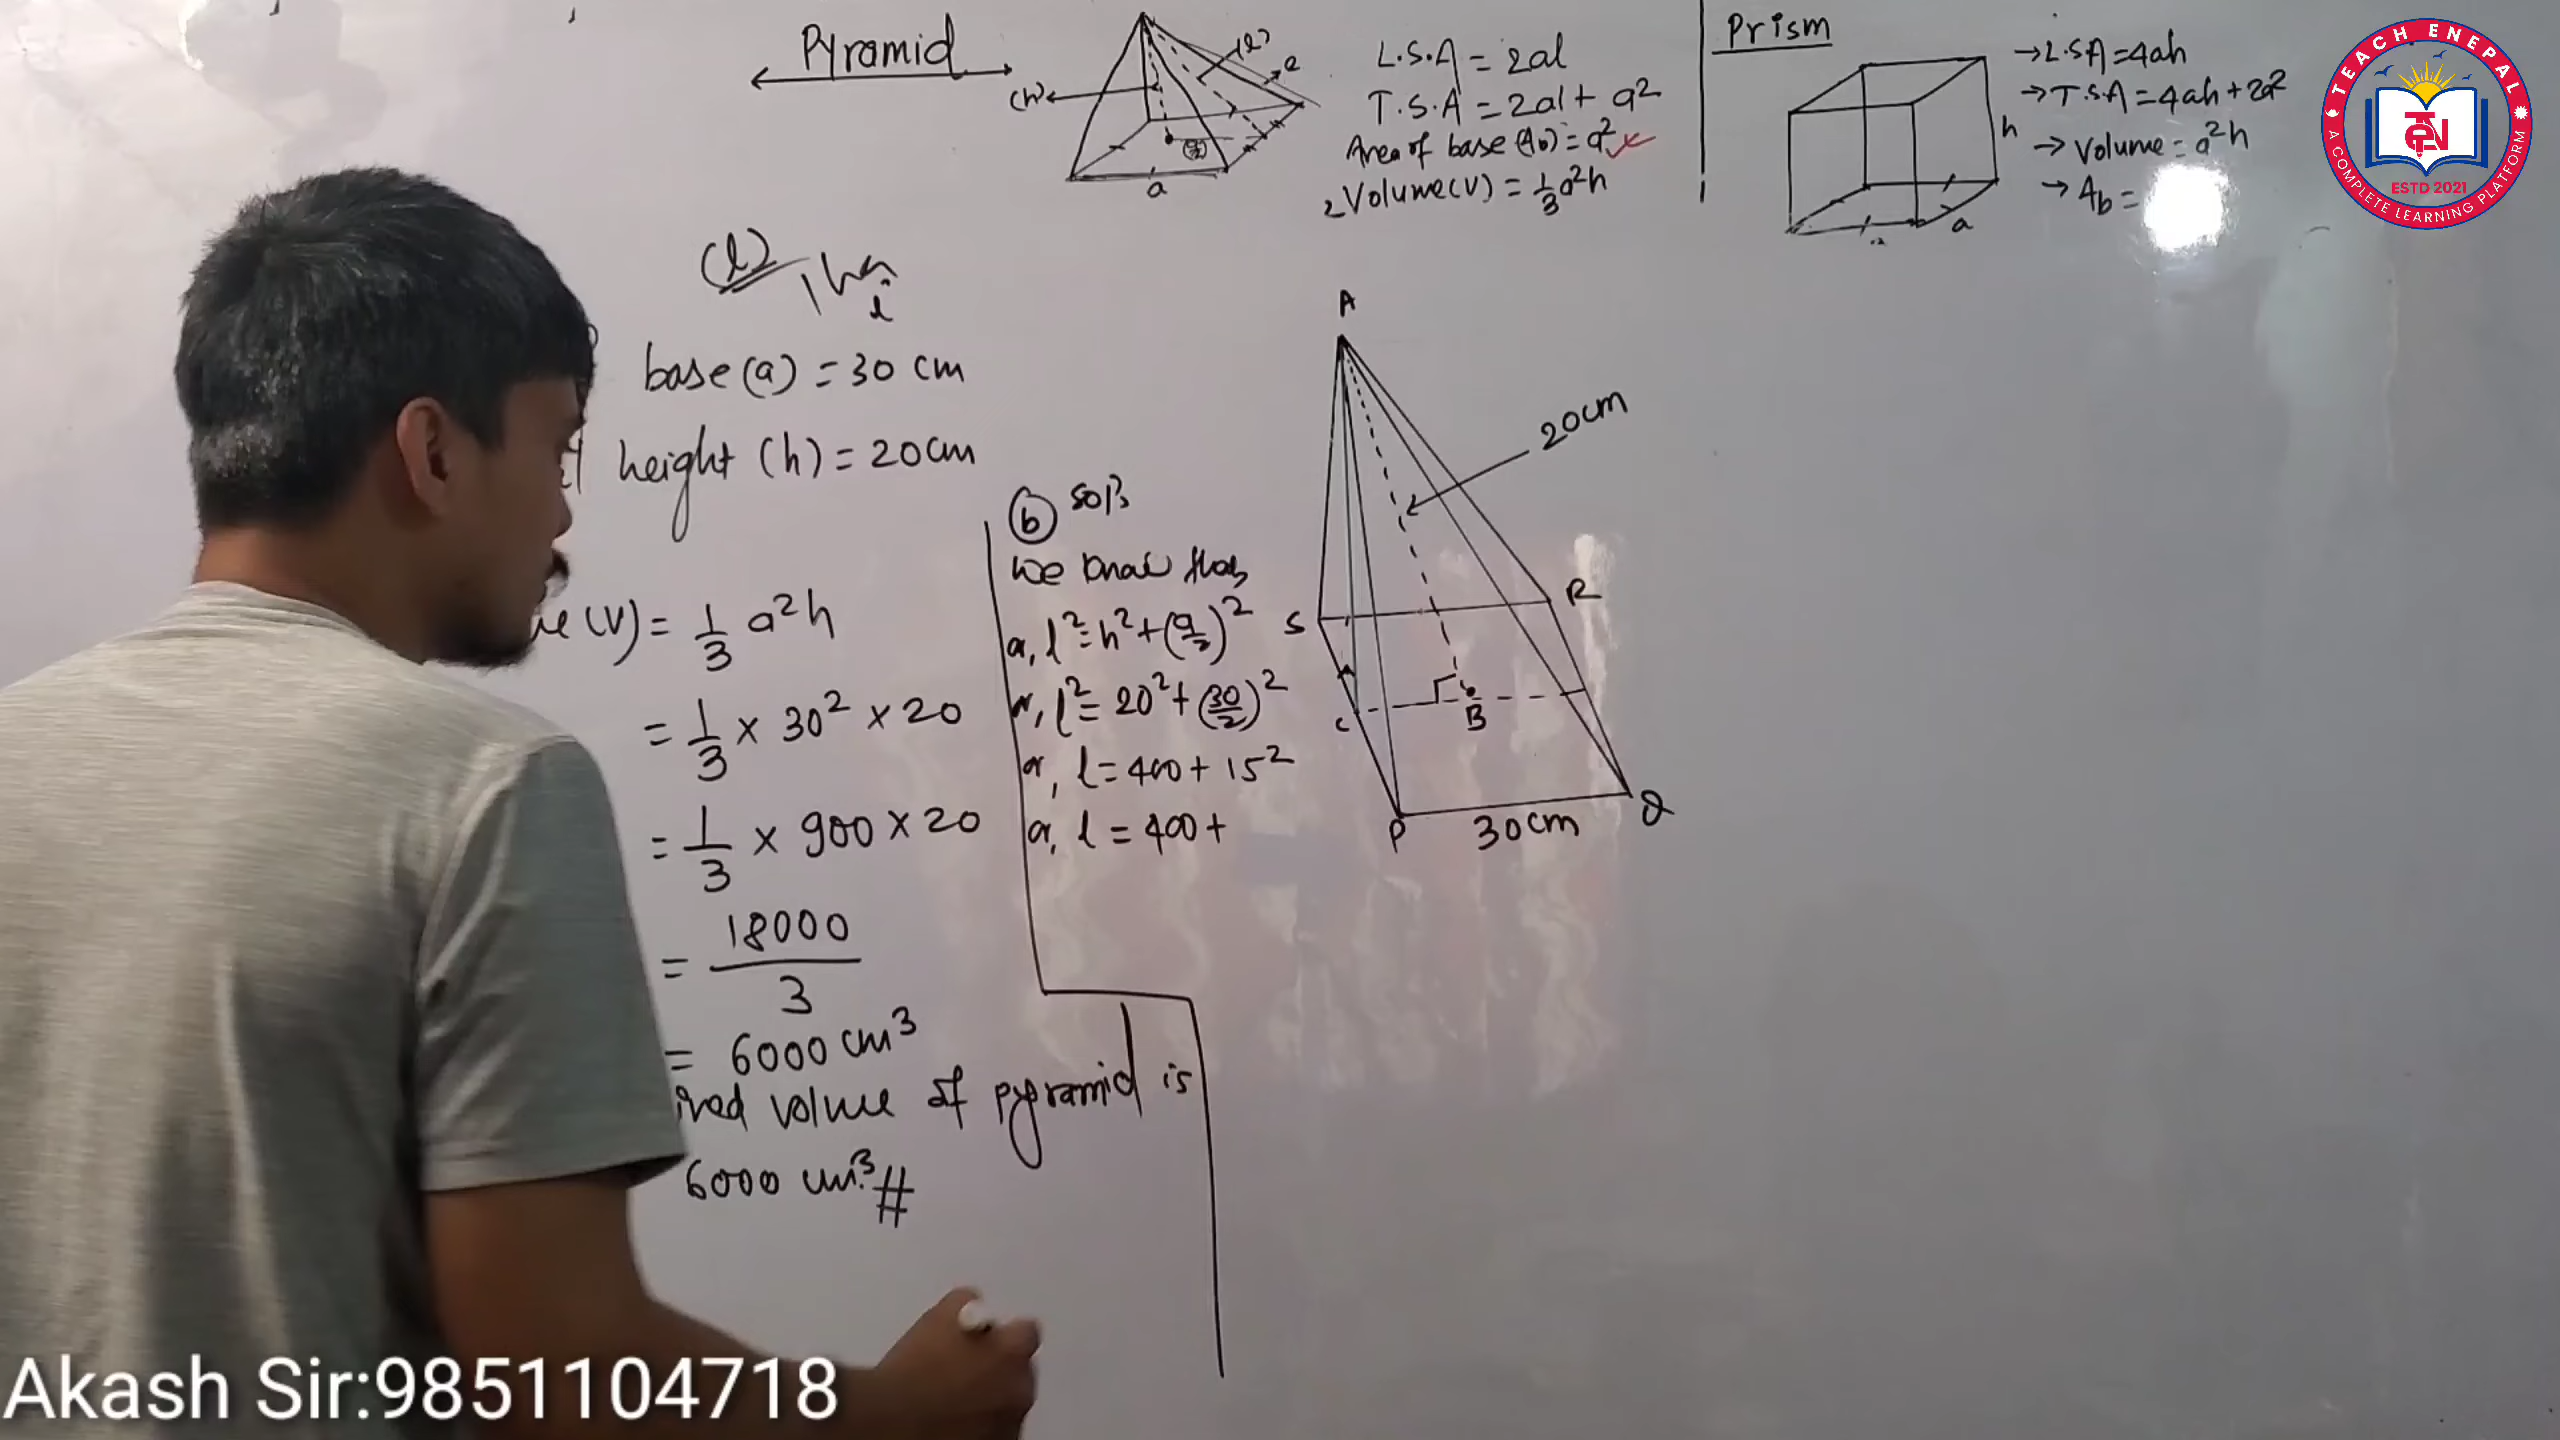 Pyramid
(h)
(l)
e
a
L.S.A = 2al
T.S.A = 2al + a²
Area of base (Ab) = a²
Volume(V) = 1/3 a²h
Prism
h
a
→ L.S.A = 4ah
→ T.S.A = 4ah + 2a²
→ Volume = a²h
→ Ab =
TEACH ENEPAL
TEN
ESTD 2021
A COMPLETE LEARNING PLATFORM
(l)
base (a) = 30 cm
height (h) = 20cm
(V) = 1/3 a²h
= 1/3 × 30² × 20
= 1/3 × 900 × 20
= 18000/3
= 6000 cm³
volume of pyramid is
6000 cm³ #
(b) Solⁿ
We know that,
or, l² = h² + (a/2)²
or, l² = 20² + (30/2)²
or, l = 400 + 15²
or, l = 400 +
A
20cm
S
R
C
B
P
30cm
Q
Akash Sir:9851104718